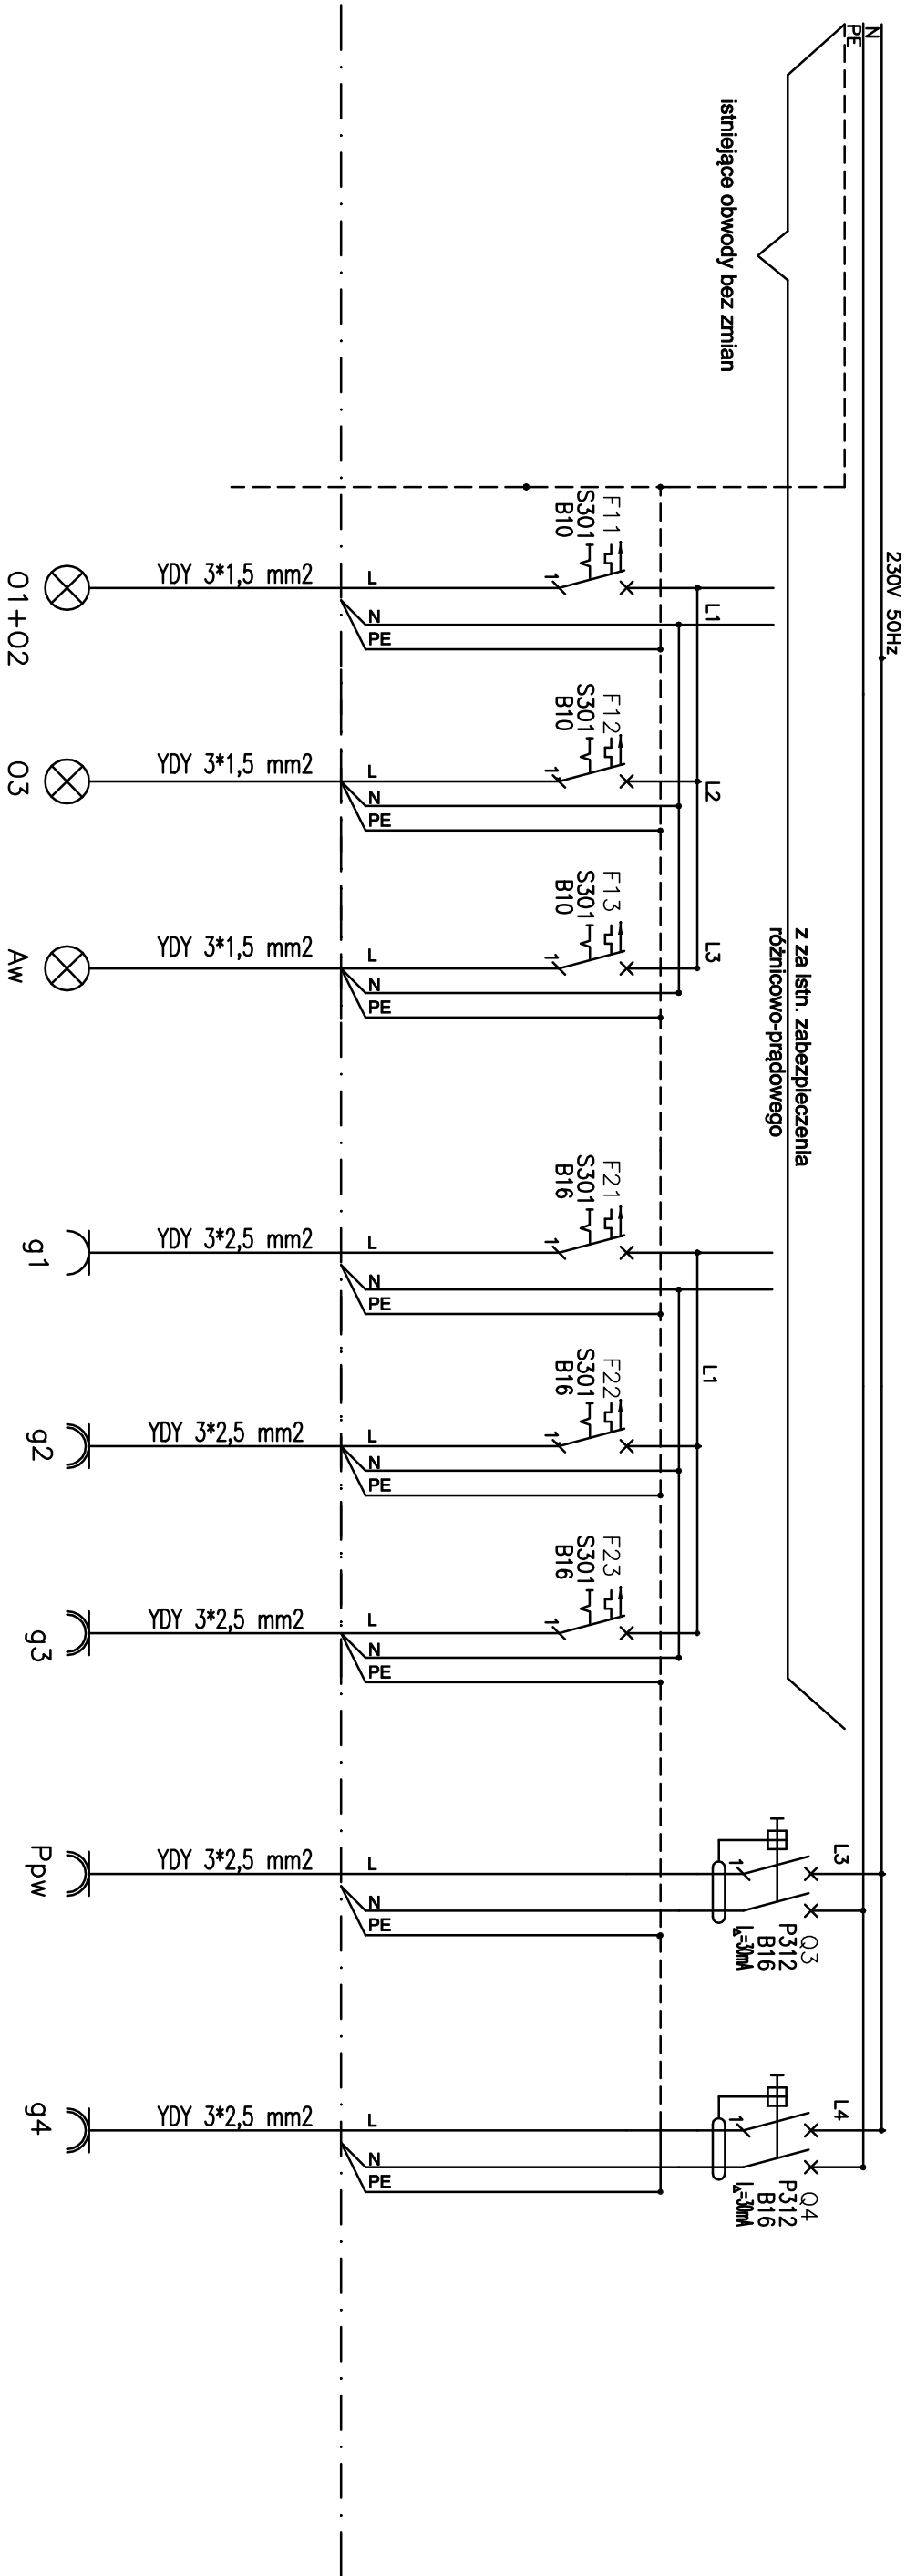 N
PE
230V 50Hz
istniejące obwody bez zmian
z za istn. zabezpieczenia
różnicowo-prądowego
F11
S301
B10
L1
L
N
PE
YDY 3*1,5 mm2
O1+O2
F12
S301
B10
L2
L
N
PE
YDY 3*1,5 mm2
O3
F13
S301
B10
L3
L
N
PE
YDY 3*1,5 mm2
Aw
F21
S301
B16
L
N
PE
YDY 3*2,5 mm2
g1
L1
F22
S301
B16
L
N
PE
YDY 3*2,5 mm2
g2
F23
S301
B16
L
N
PE
YDY 3*2,5 mm2
g3
L3
Q3
P312
B16
I△=30mA
L
N
PE
YDY 3*2,5 mm2
Ppw
L4
Q4
P312
B16
I△=30mA
L
N
PE
YDY 3*2,5 mm2
g4